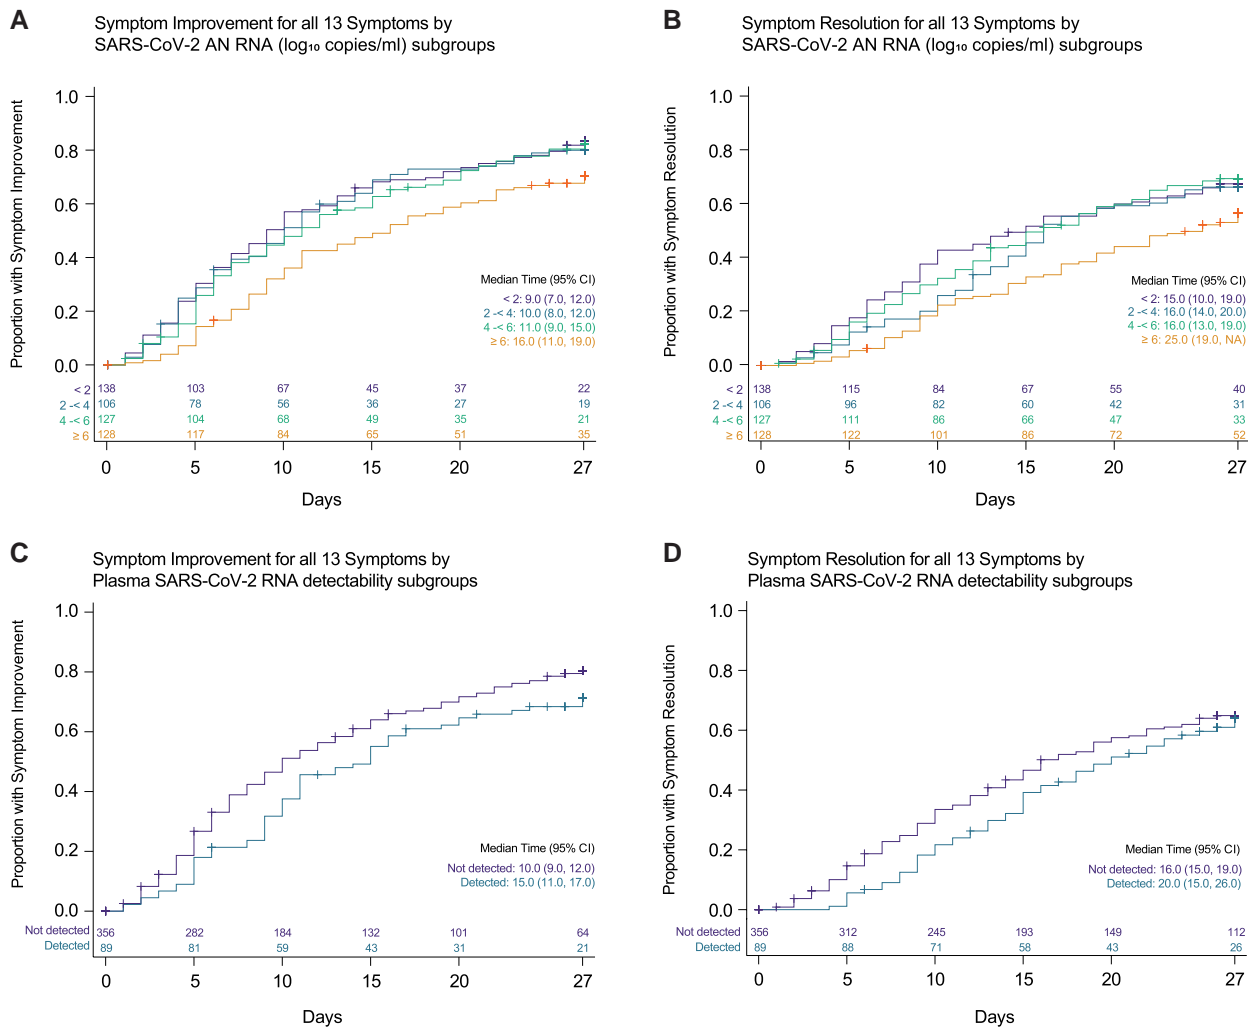 A
Symptom Improvement for all 13 Symptoms by
SARS-CoV-2 AN RNA (log₁₀ copies/ml) subgroups
Proportion with Symptom Improvement
1.0
0.8
0.6
0.4
0.2
0.0
Median Time (95% CI)
< 2: 9.0 (7.0, 12.0)
2 -< 4: 10.0 (8.0, 12.0)
4 -< 6: 11.0 (9.0, 15.0)
≥ 6: 16.0 (11.0, 19.0)
< 2 138 103 67 45 37 22
2 -< 4 106 78 56 36 27 19
4 -< 6 127 104 68 49 35 21
≥ 6 128 117 84 65 51 35
0 5 10 15 20 27
Days
B
Symptom Resolution for all 13 Symptoms by
SARS-CoV-2 AN RNA (log₁₀ copies/ml) subgroups
Proportion with Symptom Resolution
1.0
0.8
0.6
0.4
0.2
0.0
Median Time (95% CI)
< 2: 15.0 (10.0, 19.0)
2 -< 4: 16.0 (14.0, 20.0)
4 -< 6: 16.0 (13.0, 19.0)
≥ 6: 25.0 (19.0, NA)
< 2 138 115 84 67 55 40
2 -< 4 106 96 82 60 42 31
4 -< 6 127 111 86 66 47 33
≥ 6 128 122 101 86 72 52
0 5 10 15 20 27
Days
C
Symptom Improvement for all 13 Symptoms by
Plasma SARS-CoV-2 RNA detectability subgroups
Proportion with Symptom Improvement
1.0
0.8
0.6
0.4
0.2
0.0
Median Time (95% CI)
Not detected: 10.0 (9.0, 12.0)
Detected: 15.0 (11.0, 17.0)
Not detected 356 282 184 132 101 64
Detected 89 81 59 43 31 21
0 5 10 15 20 27
Days
D
Symptom Resolution for all 13 Symptoms by
Plasma SARS-CoV-2 RNA detectability subgroups
Proportion with Symptom Resolution
1.0
0.8
0.6
0.4
0.2
0.0
Median Time (95% CI)
Not detected: 16.0 (15.0, 19.0)
Detected: 20.0 (15.0, 26.0)
Not detected 356 312 245 193 149 112
Detected 89 88 71 58 43 26
0 5 10 15 20 27
Days